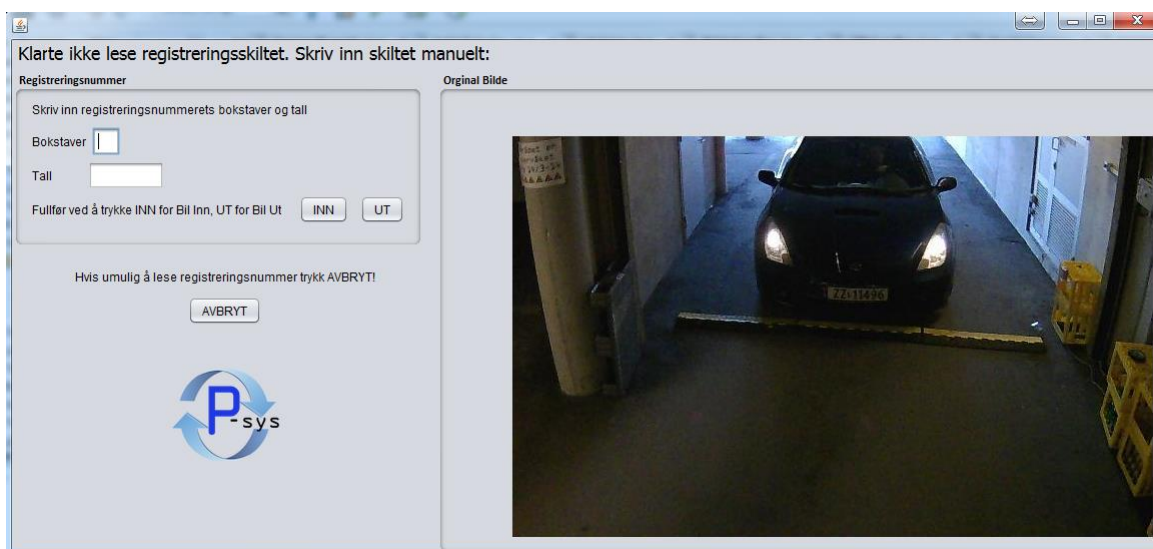 Klarte ikke lese registreringsskiltet. Skriv inn skiltet manuelt:
Registreringsnummer
Skriv inn registreringsnummerets bokstaver og tall
Bokstaver
Tall
Fullfør ved å trykke INN for Bil Inn, UT for Bil Ut
INN
UT
Hvis umulig å lese registreringsnummer trykk AVBRYT!
AVBRYT
P-sys
Orginal Bilde
ZZ 11496